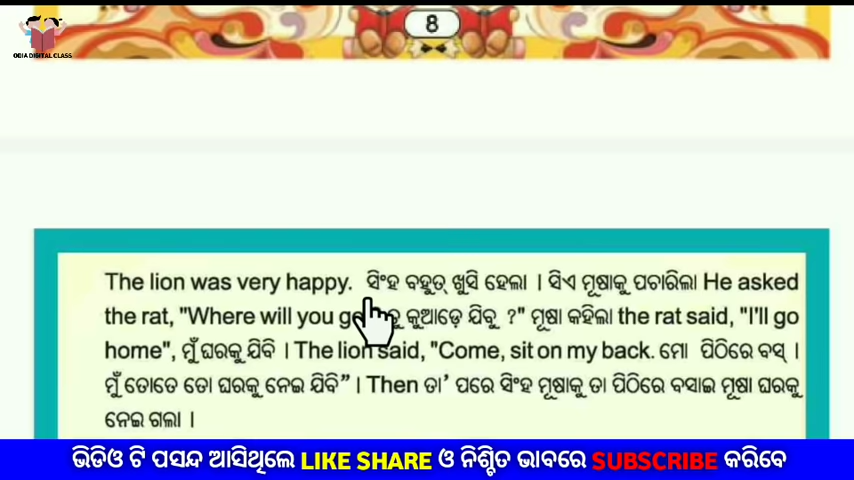 8
ODIA DIGITAL CLASS
The lion was very happy. ସିଂହ ବହୁତ୍ ଖୁସି ହେଲା । ସିଏ ମୂଷାକୁ ପଚାରିଲା He asked
the rat, "Where will you କୁଆଡ଼େ ଯିବୁ ?" ମୂଷା କହିଲା the rat said, "I'll go
home", ମୁଁ ଘରକୁ ଯିବି । The lion said, "Come, sit on my back. ମୋ ପିଠିରେ ବସ୍ ।
ମୁଁ ତୋତେ ତୋ ଘରକୁ ନେଇ ଯିବି" । Then ତା' ପରେ ସିଂହ ମୂଷାକୁ ତା ପିଠିରେ ବସାଇ ମୂଷା ଘରକୁ
ନେଇ ଗଲା ।
ଭିଡିଓ ଟି ପସନ୍ଦ ଆସିଥିଲେ LIKE SHARE ଓ ନିଶ୍ଚିତ ଭାବରେ SUBSCRIBE କରିବେ